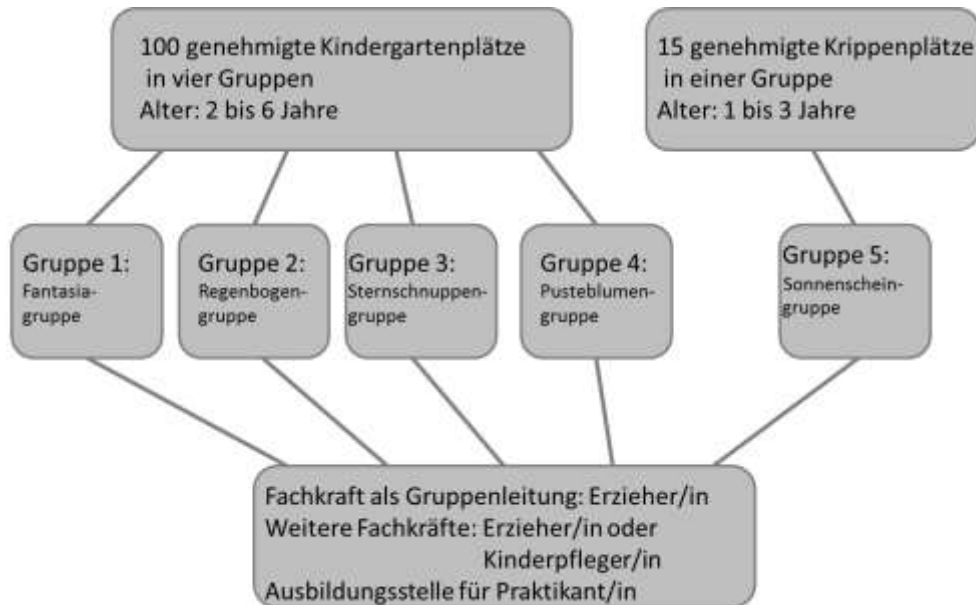 100 genehmigte Kindergartenplätze
in vier Gruppen
Alter: 2 bis 6 Jahre
15 genehmigte Krippenplätze
in einer Gruppe
Alter: 1 bis 3 Jahre
Gruppe 1:
Fantasia-
gruppe
Gruppe 2:
Regenbogen-
gruppe
Gruppe 3:
Sternschnuppen-
gruppe
Gruppe 4:
Pusteblumen-
gruppe
Gruppe 5:
Sonnenschein-
gruppe
Fachkraft als Gruppenleitung: Erzieher/in
Weitere Fachkräfte: Erzieher/in oder
Kinderpfleger/in
Ausbildungsstelle für Praktikant/in